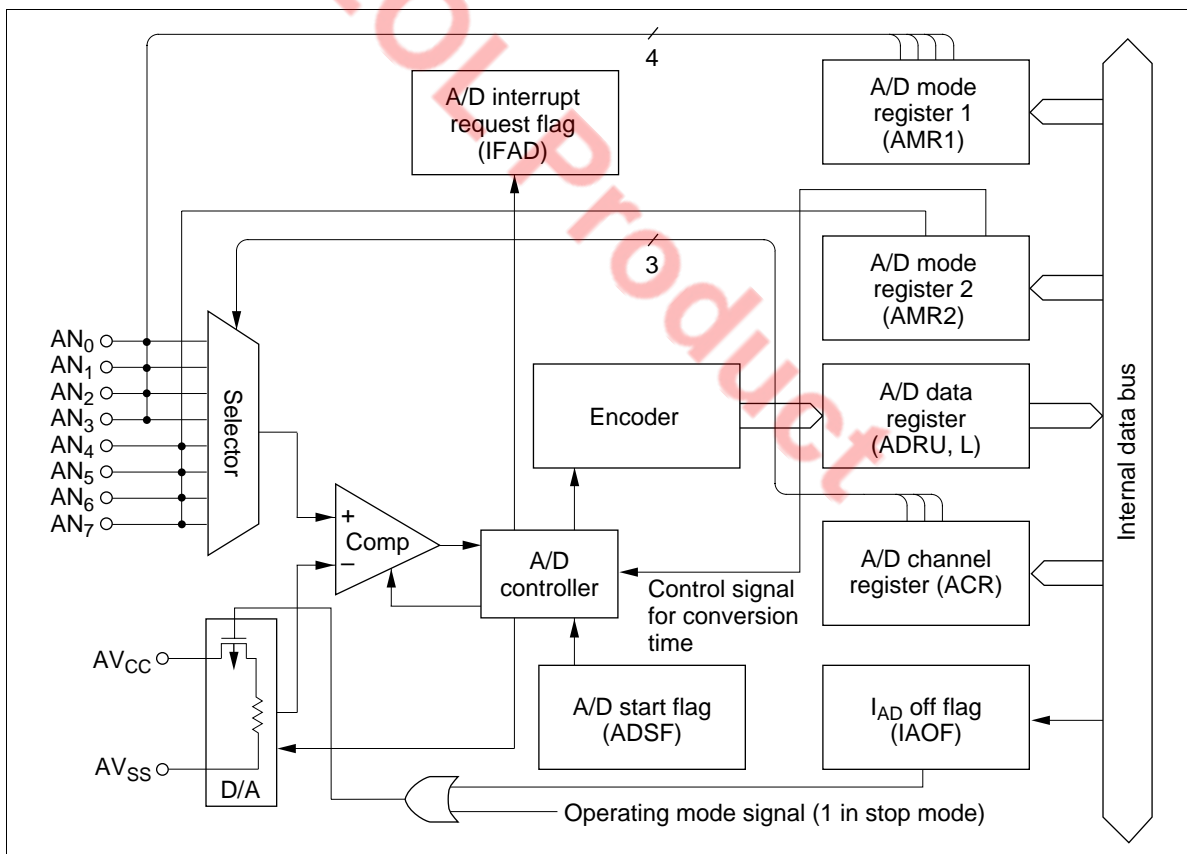 4
A/D interrupt
request flag
(IFAD)
A/D mode
register 1
(AMR1)
3
A/D mode
register 2
(AMR2)
AN0
AN1
AN2
AN3
AN4
AN5
AN6
AN7
Selector
Encoder
A/D data
register
(ADRU, L)
Internal data bus
+
Comp
−
A/D
controller
Control signal
for conversion
time
A/D channel
register (ACR)
AVCC
AVSS
D/A
A/D start flag
(ADSF)
IAD off flag
(IAOF)
Operating mode signal (1 in stop mode)
OL Product